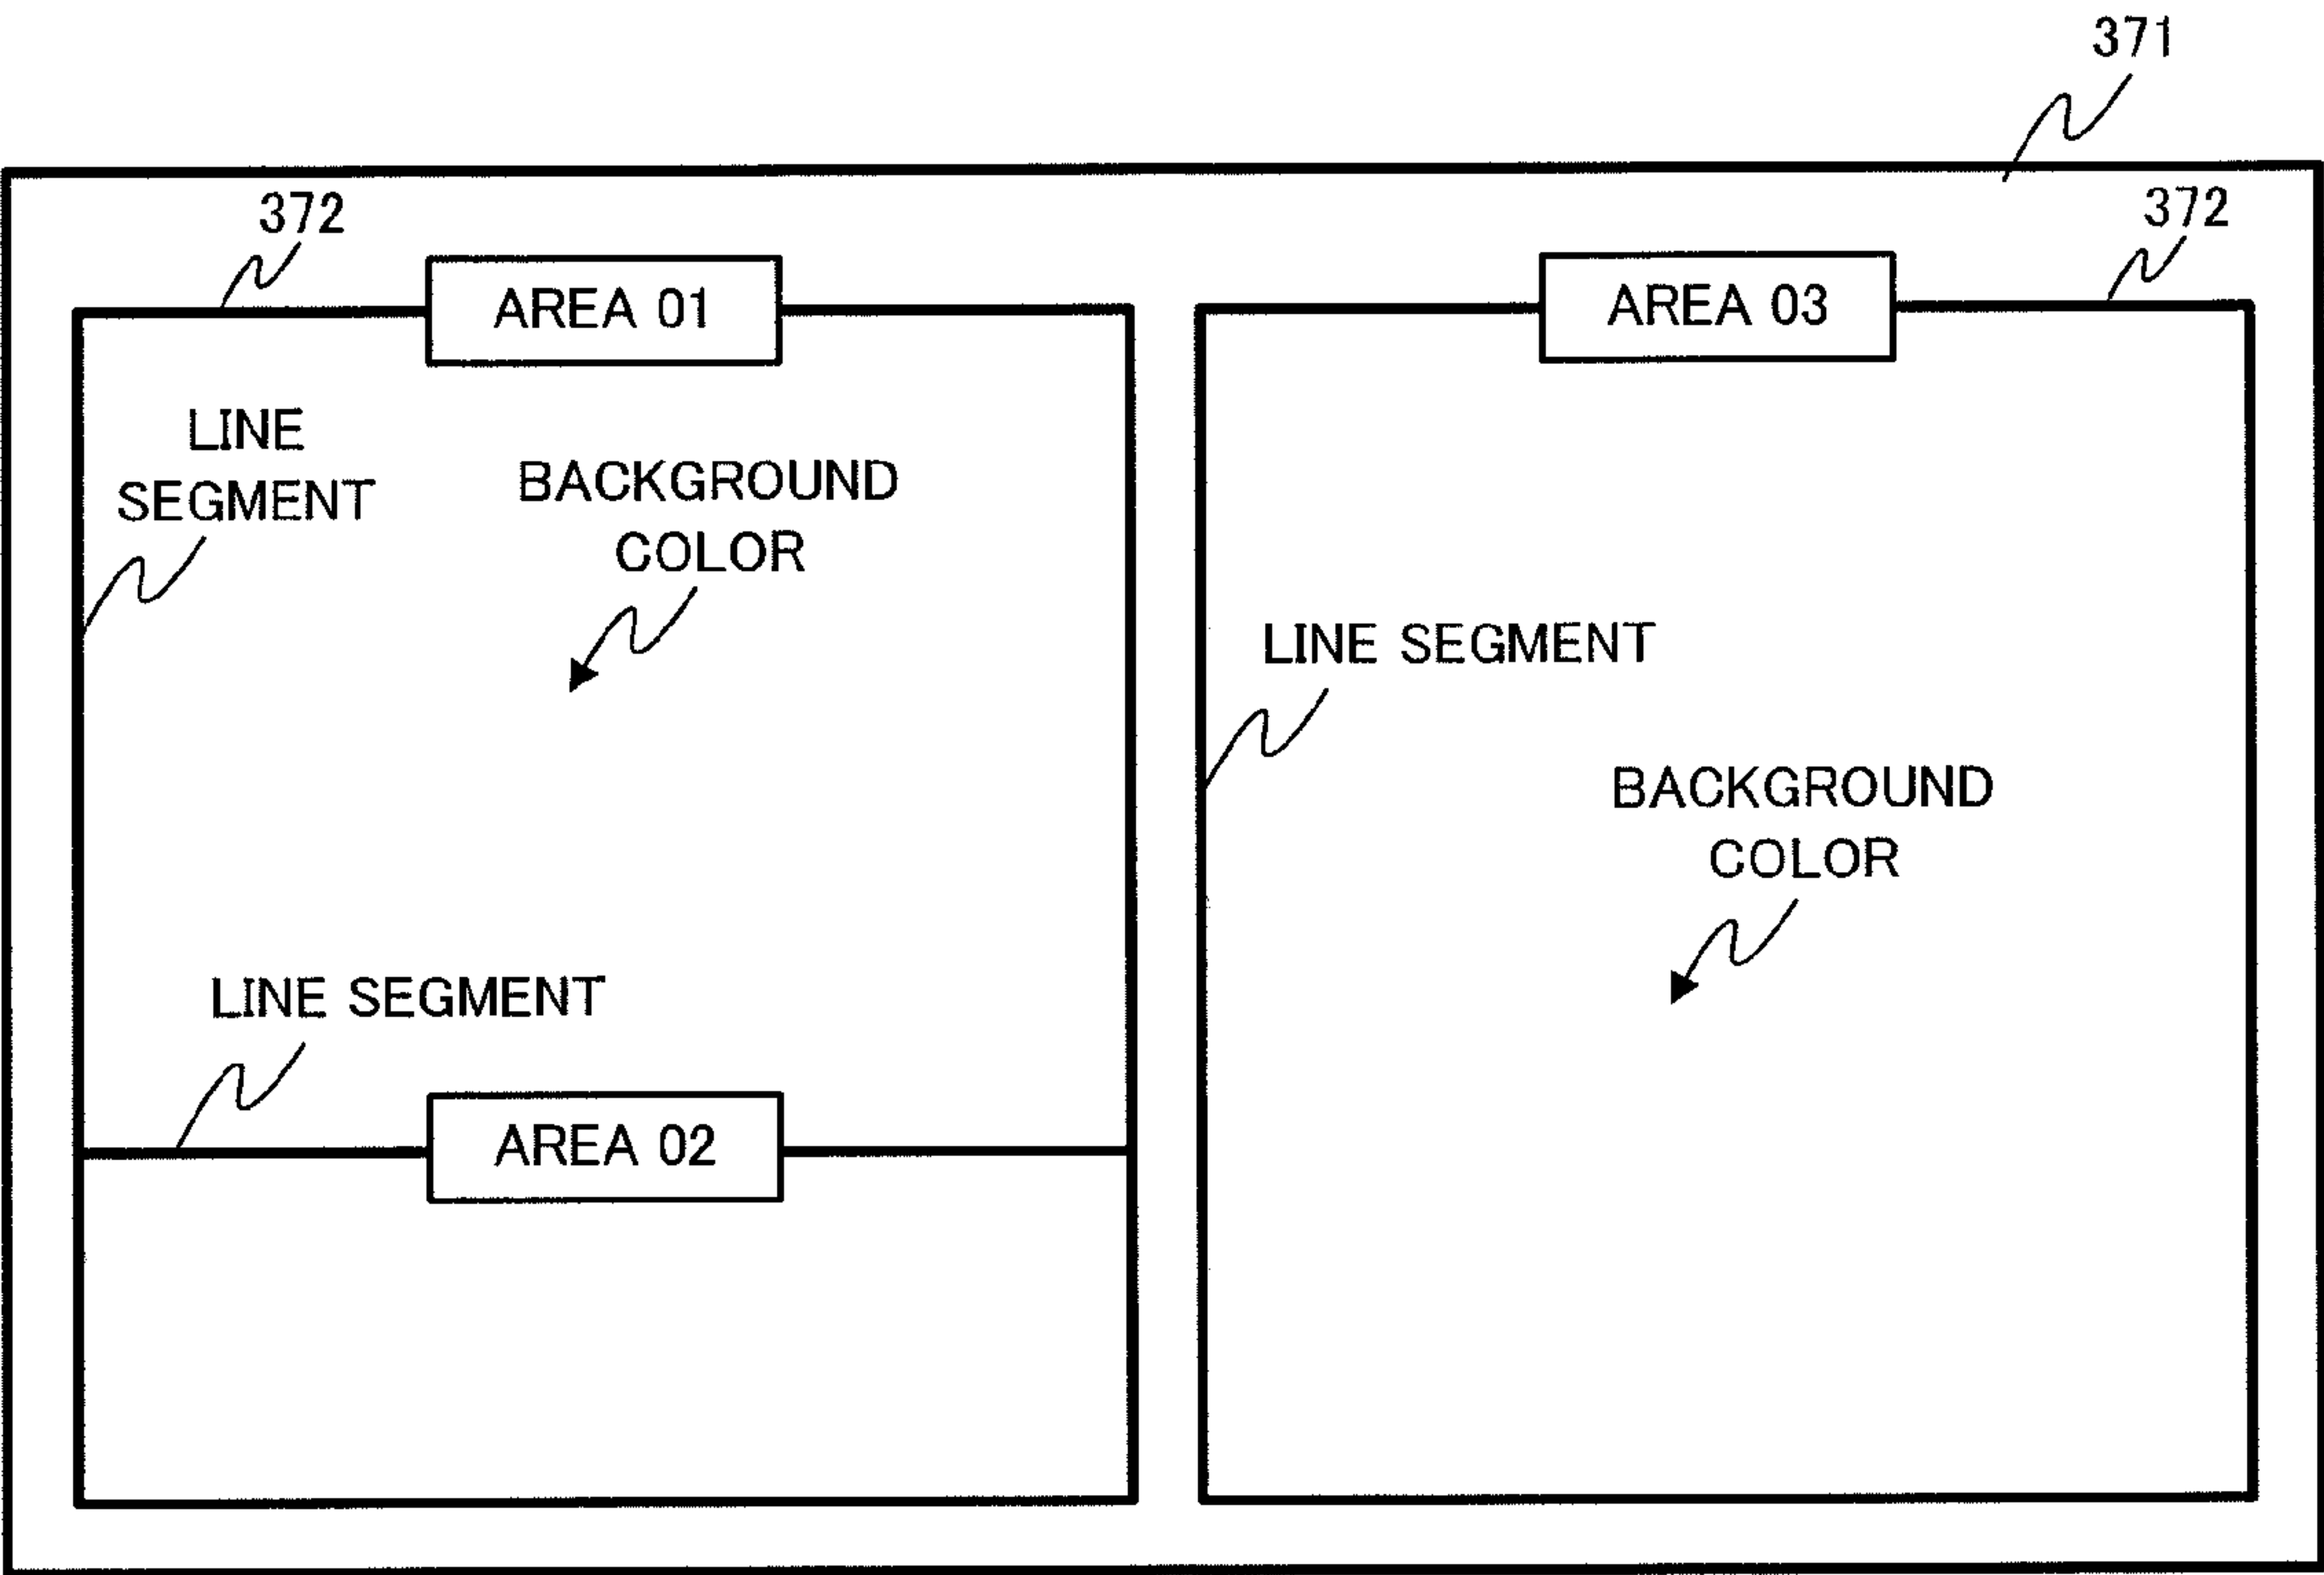 371
372
372
AREA 01
AREA 03
LINE
SEGMENT
BACKGROUND
COLOR
LINE SEGMENT
BACKGROUND
COLOR
LINE SEGMENT
AREA 02